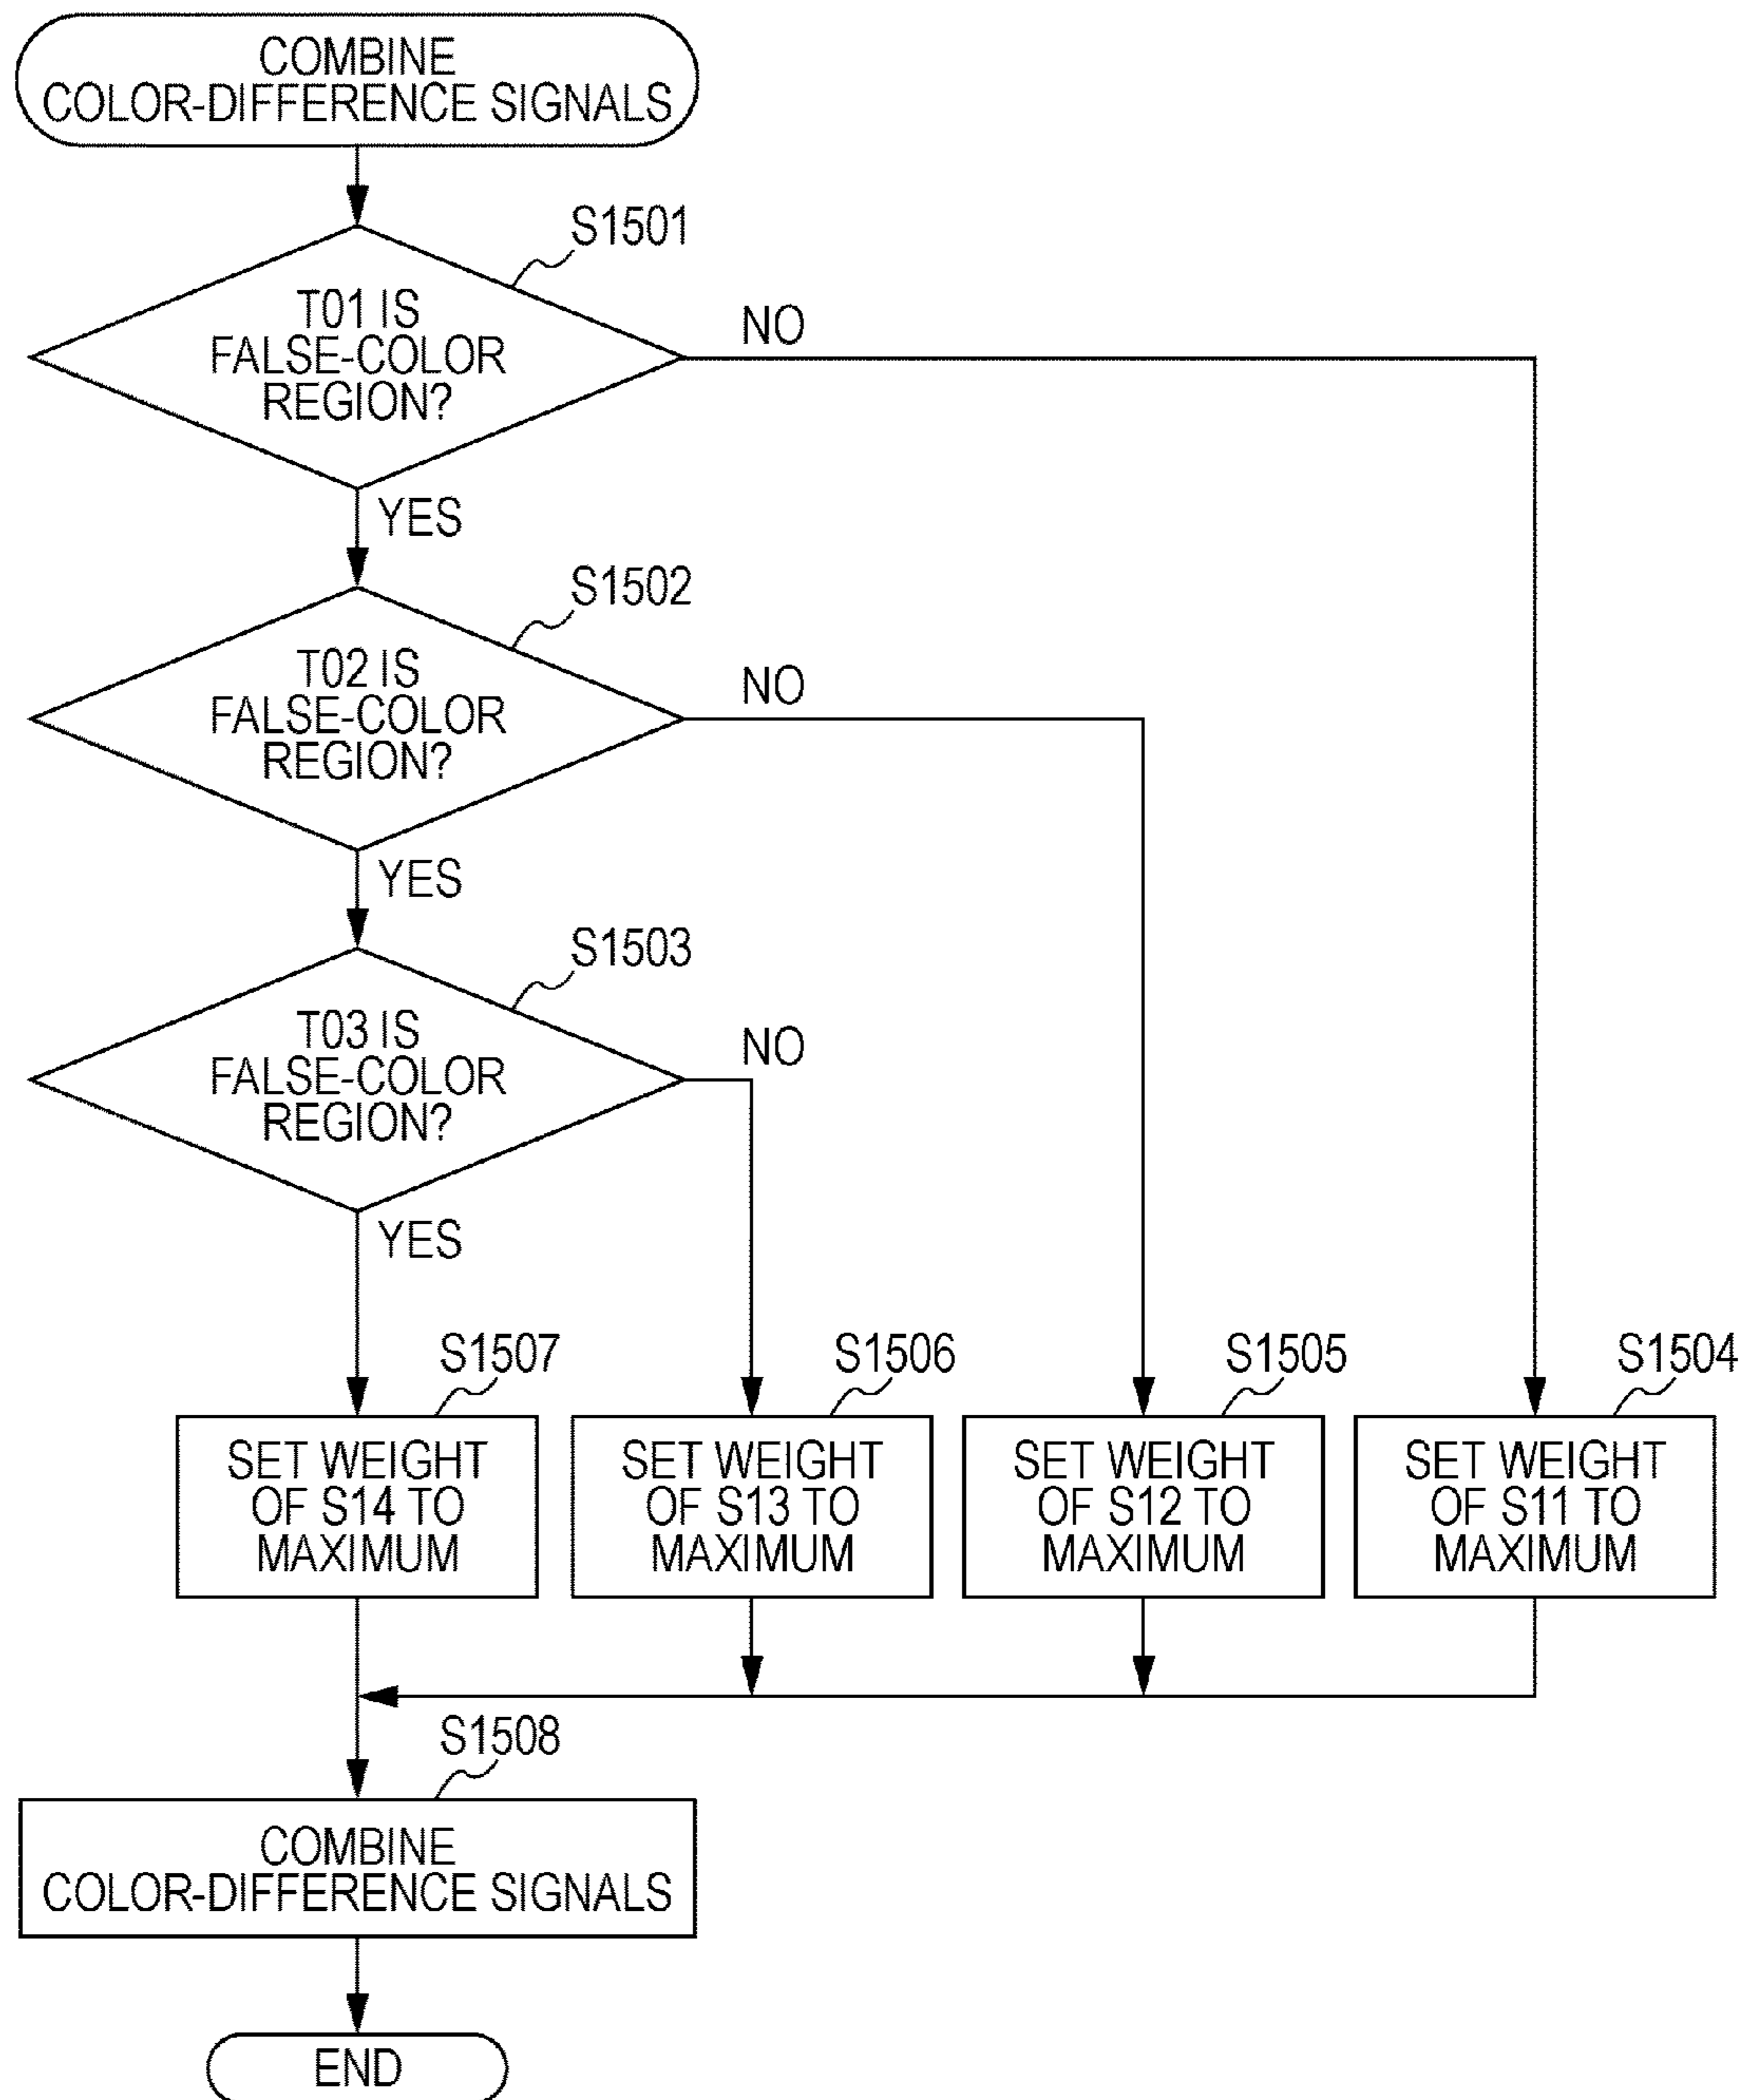 COMBINE
COLOR-DIFFERENCE SIGNALS
S1501
T01 IS
FALSE-COLOR
REGION?
NO
YES
S1502
T02 IS
FALSE-COLOR
REGION?
NO
YES
S1503
T03 IS
FALSE-COLOR
REGION?
NO
YES
S1507
SET WEIGHT
OF S14 TO
MAXIMUM
S1506
SET WEIGHT
OF S13 TO
MAXIMUM
S1505
SET WEIGHT
OF S12 TO
MAXIMUM
S1504
SET WEIGHT
OF S11 TO
MAXIMUM
S1508
COMBINE
COLOR-DIFFERENCE SIGNALS
END